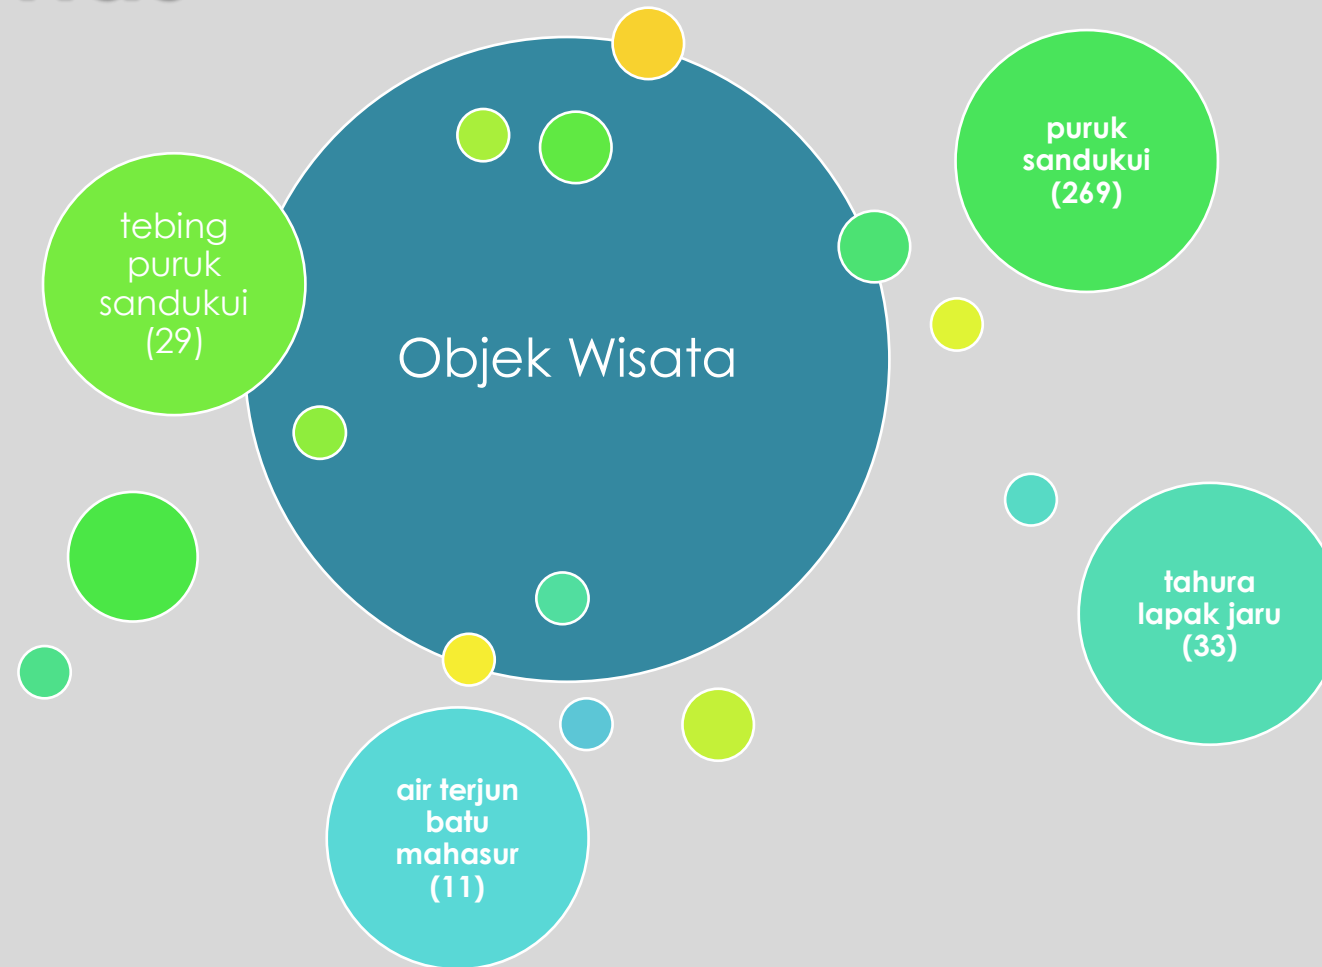 tebing
puruk
sandukui
(29)
Objek Wisata
puruk
sandukui
(269)
tahura
lapak jaru
(33)
air terjun
batu
mahasur
(11)